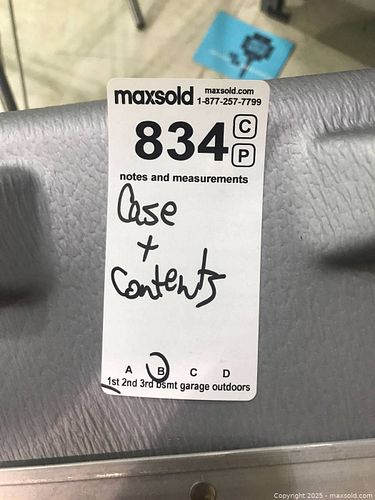 maxsold maxsold.com
1-877-257-7799
834 C
P
notes and measurements
Case
+
Contents
A B C D
1st 2nd 3rd bsmt garage outdoors
Copyright 2025 - maxsold.com